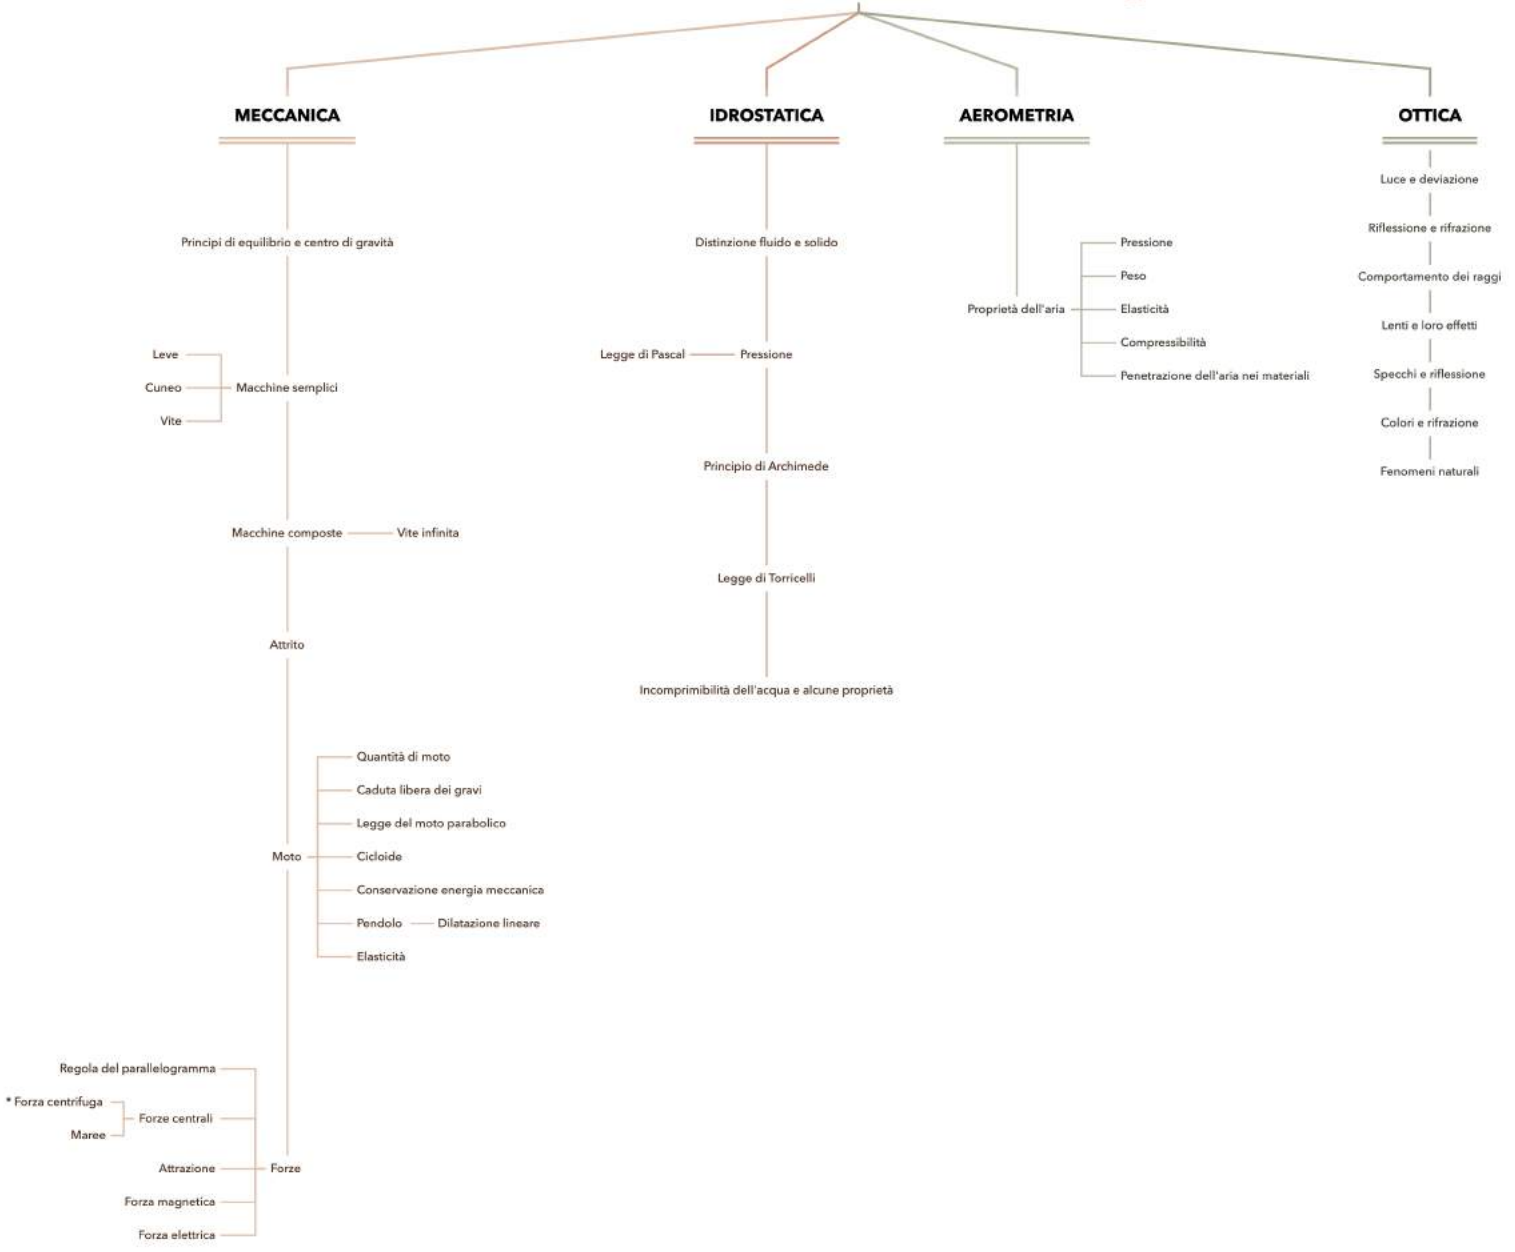 MECCANICA
IDROSTATICA
AEROMETRIA
OTTICA
Principi di equilibrio e centro di gravità
Leve
Cuneo
Vite
Macchine semplici
Macchine composte
Vite infinita
Attrito
Moto
Quantità di moto
Caduta libera dei gravi
Legge del moto parabolico
Cicloide
Conservazione energia meccanica
Pendolo
Dilatazione lineare
Elasticità
Regola del parallelogramma
* Forza centrifuga
Maree
Forze centrali
Attrazione
Forze
Forza magnetica
Forza elettrica
Distinzione fluido e solido
Legge di Pascal
Pressione
Principio di Archimede
Legge di Torricelli
Incomprimibilità dell'acqua e alcune proprietà
Proprietà dell'aria
Pressione
Peso
Elasticità
Compressibilità
Penetrazione dell'aria nei materiali
Luce e deviazione
Riflessione e rifrazione
Comportamento dei raggi
Lenti e loro effetti
Specchi e riflessione
Colori e rifrazione
Fenomeni naturali